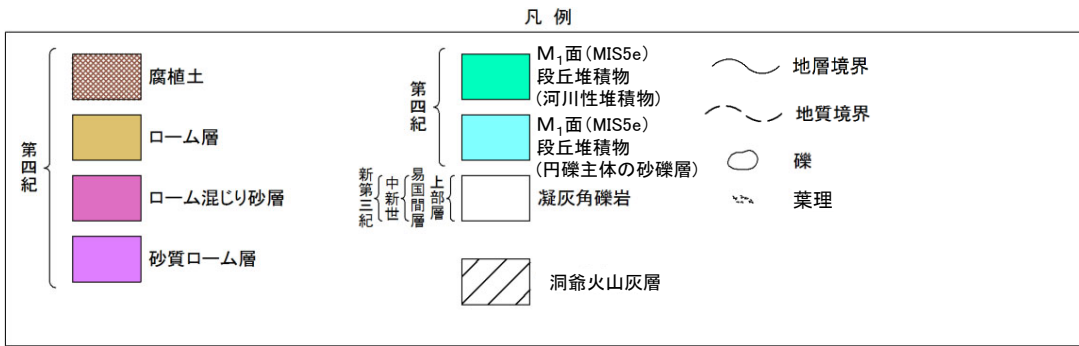 凡例
第四紀
腐植土
ローム層
ローム混じり砂層
砂質ローム層
第四紀
M₁面(MIS5e)
段丘堆積物
(河川性堆積物)
M₁面(MIS5e)
段丘堆積物
(円礫主体の砂礫層)
新第三紀
中新世
易国間層
上部層
凝灰角礫岩
洞爺火山灰層
地層境界
地質境界
礫
葉理